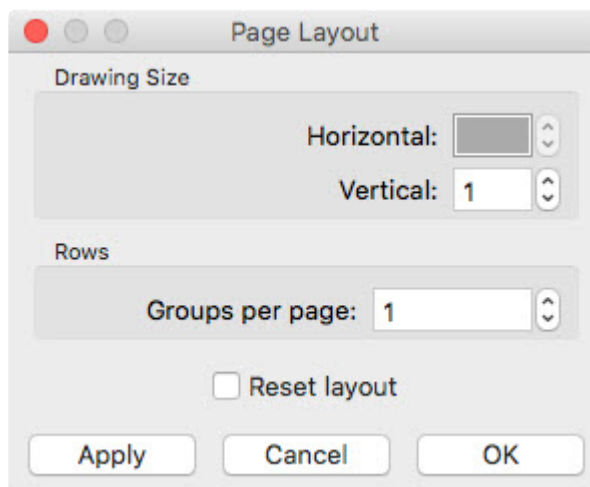 Page Layout
Drawing Size
Horizontal:
Vertical: 1
Rows
Groups per page: 1
Reset layout
Apply Cancel OK